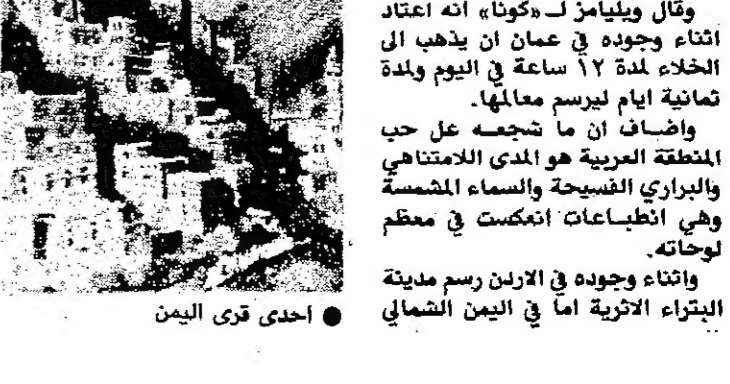 وقال ويليامز لـ «كونا» انه اعتاد
اثناء وجوده في عمان ان يذهب الى
الخلاء لمدة ١٢ ساعة في اليوم ولمدة
ثمانية ايام ليرسم معالمها.
واضاف ان ما شجعه عل حب
المنطقة العربية هو المدى اللامتناهي
والبراري الفسيحة والسماء المشمسة
وهي انطباعات انعكست في معظم
لوحاته.
واثناء وجوده في الاردن رسم مدينة
البتراء الاثرية اما في اليمن الشمالي
● أحدى قرى اليمن